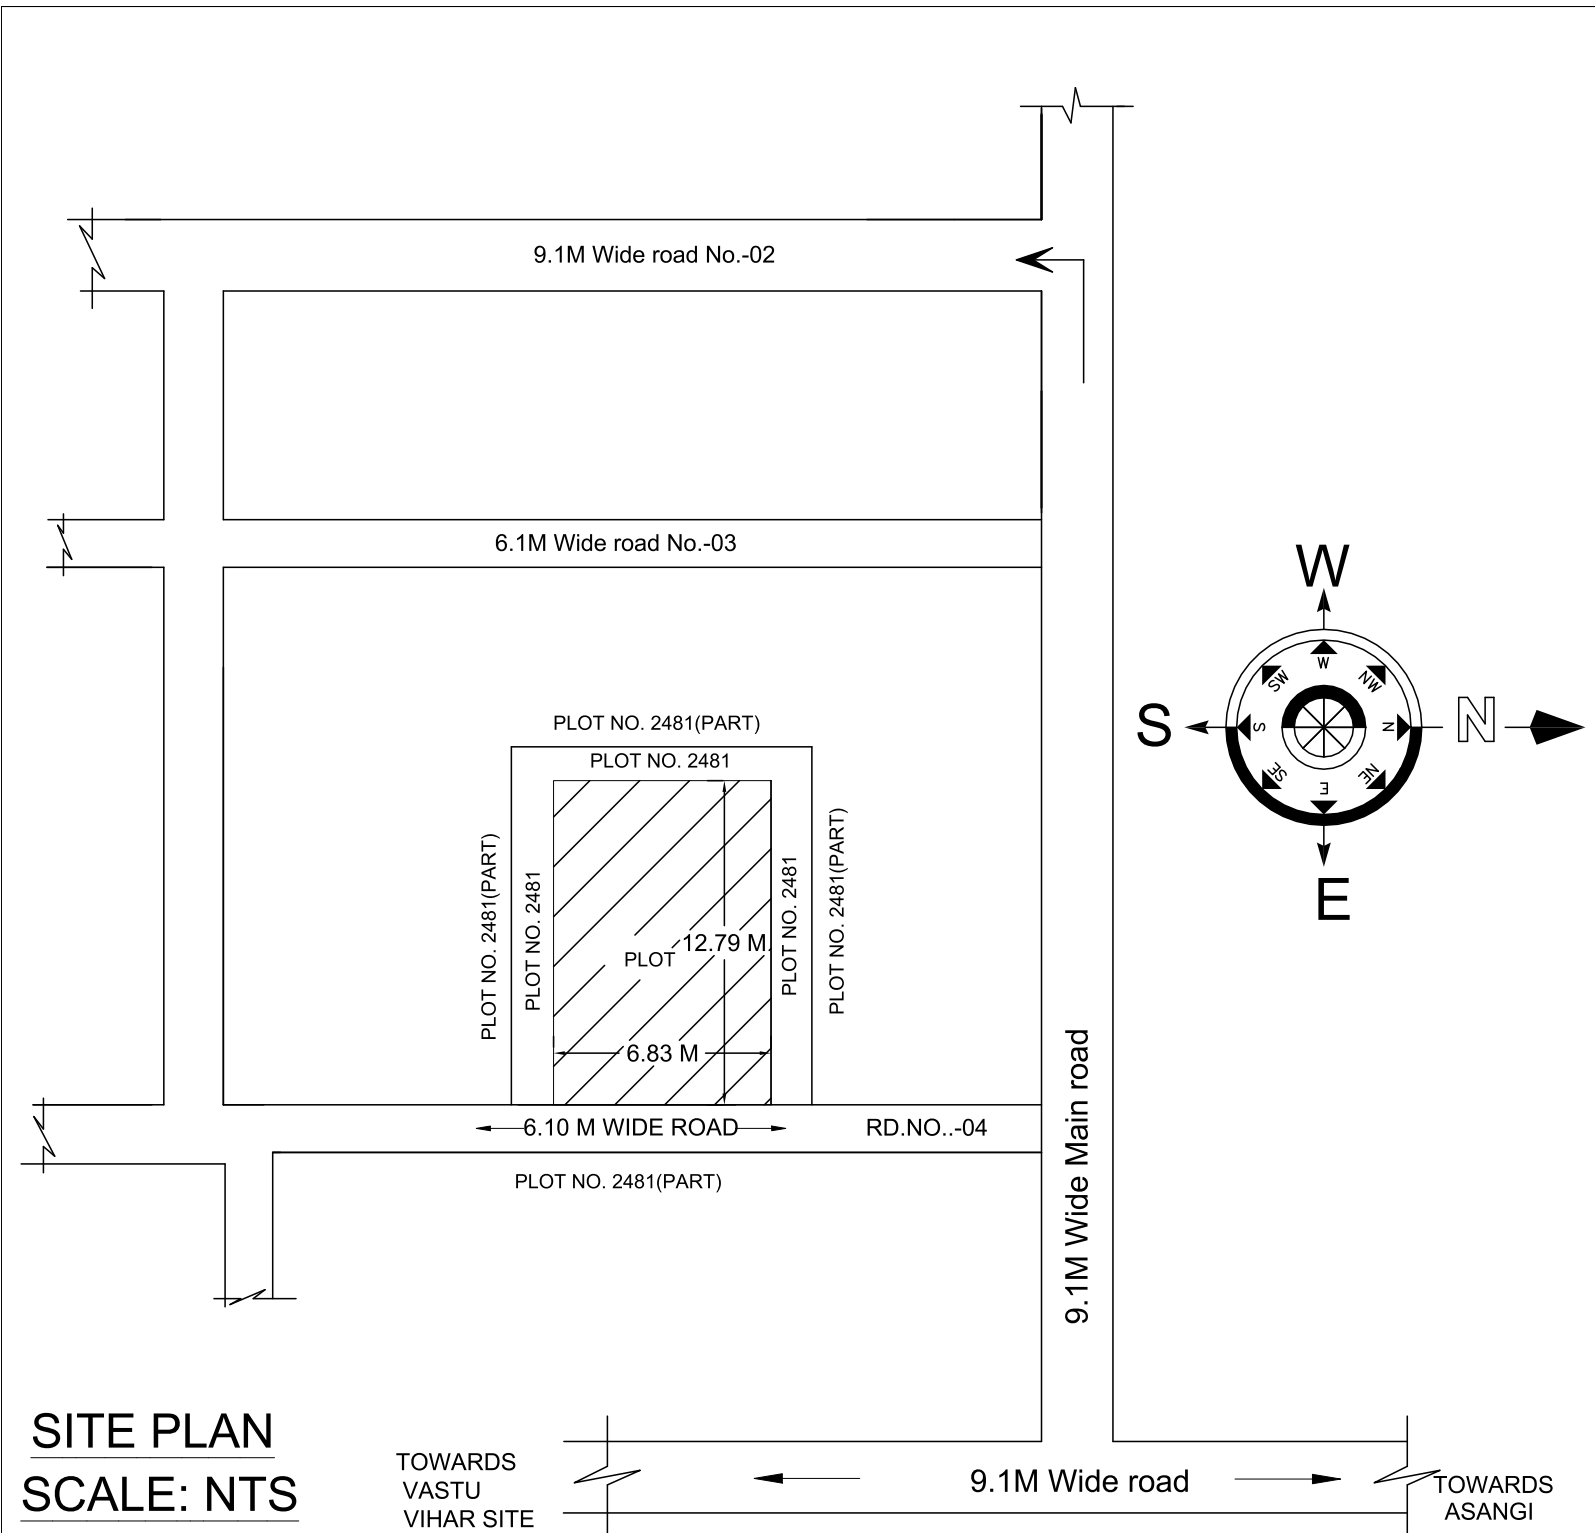 9.1M Wide road No.-02
6.1M Wide road No.-03
W
W
SW
NW
S
S
N
N
SE
NE
E
E
PLOT NO. 2481(PART)
PLOT NO. 2481
PLOT NO. 2481(PART)
PLOT NO. 2481
PLOT
12.79 M.
PLOT NO. 2481
PLOT NO. 2481(PART)
6.83 M
6.10 M WIDE ROAD
RD.NO..-04
PLOT NO. 2481(PART)
9.1M Wide Main road
SITE PLAN
SCALE: NTS
TOWARDS
VASTU
VIHAR SITE
9.1M Wide road
TOWARDS
ASANGI